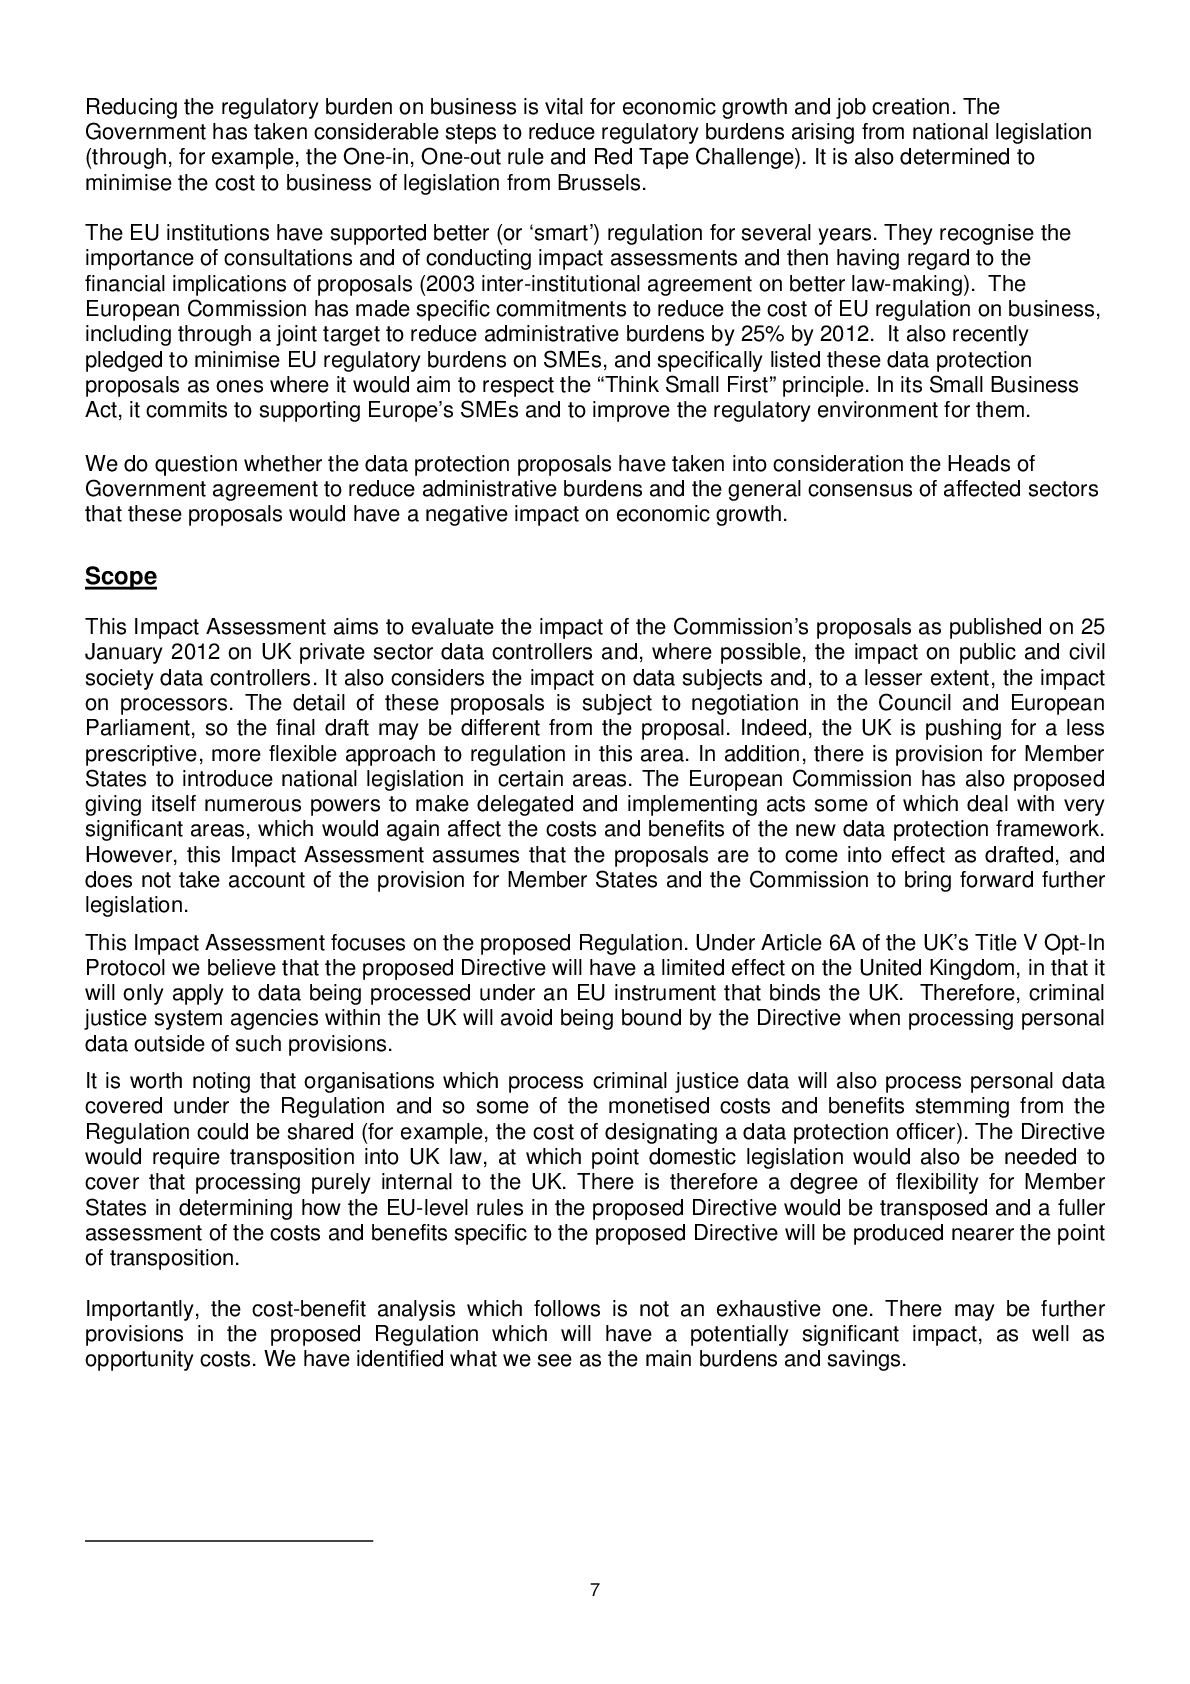 Reducing the regulatory burden on business is vital for economic growth and job creation. The
Government has taken considerable steps to reduce regulatory burdens arising from national legislation
(through, for example, the One-in, One-out rule and Red Tape Challenge). It is also determined to
minimise the cost to business of legislation from Brussels.
The EU institutions have supported better (or ‘smart’) regulation for several years. They recognise the
importance of consultations and of conducting impact assessments and then having regard to the
financial implications of proposals (2003 inter-institutional agreement on better law-making).  The
European Commission has made specific commitments to reduce the cost of EU regulation on business,
including through a joint target to reduce administrative burdens by 25% by 2012.  It also recently
pledged to minimise EU regulatory burdens on SMEs, and specifically listed these data protection
proposals as ones where it would aim to respect the “Think Small First” principle. In its Small Business
Act, it commits to supporting Europe’s SMEs and to improve the regulatory environment for them.
We do question whether the data protection proposals have taken into consideration the Heads of
Government agreement to reduce administrative burdens and the general consensus of affected sectors
that these proposals would have a negative impact on economic growth.
Scope
This Impact Assessment aims to evaluate the impact of the Commission’s proposals as published on 25
January 2012 on UK private sector data controllers and, where possible, the impact on public and civil
society data controllers. It also considers the impact on data subjects and, to a lesser extent, the impact
on processors. The detail of these proposals is subject to negotiation in the Council and European
Parliament, so the final draft may be different from the proposal. Indeed, the UK is pushing for a less
prescriptive, more flexible approach to regulation in this area. In addition, there is provision for Member
States to introduce national legislation in certain areas. The European Commission has also proposed
giving itself numerous powers to make delegated and implementing acts some of which deal with very
significant areas, which would again affect the costs and benefits of the new data protection framework.
However, this Impact Assessment assumes that the proposals are to come into effect as drafted, and
does not take account of the provision for Member States and the Commission to bring forward further
legislation.
This Impact Assessment focuses on the proposed Regulation. Under Article 6A of the UK’s Title V Opt-In
Protocol we believe that the proposed Directive will have a limited effect on the United Kingdom, in that it
will only apply to data being processed under an EU instrument that binds the UK.  Therefore, criminal
justice system agencies within the UK will avoid being bound by the Directive when processing personal
data outside of such provisions.
It is worth noting that organisations which process criminal justice data will also process personal data
covered under the Regulation and so some of the monetised costs and benefits stemming from the
Regulation could be shared (for example, the cost of designating a data protection officer). The Directive
would require transposition into UK law, at which point domestic legislation would also be needed to
cover that processing purely internal to the UK. There is therefore a degree of flexibility for Member
States in determining how the EU-level rules in the proposed Directive would be transposed and a fuller
assessment of the costs and benefits specific to the proposed Directive will be produced nearer the point
of transposition.
Importantly, the cost-benefit analysis which follows is not an exhaustive one. There may be further
provisions in the proposed Regulation which will have a potentially significant impact, as well as
opportunity costs. We have identified what we see as the main burdens and savings.
7